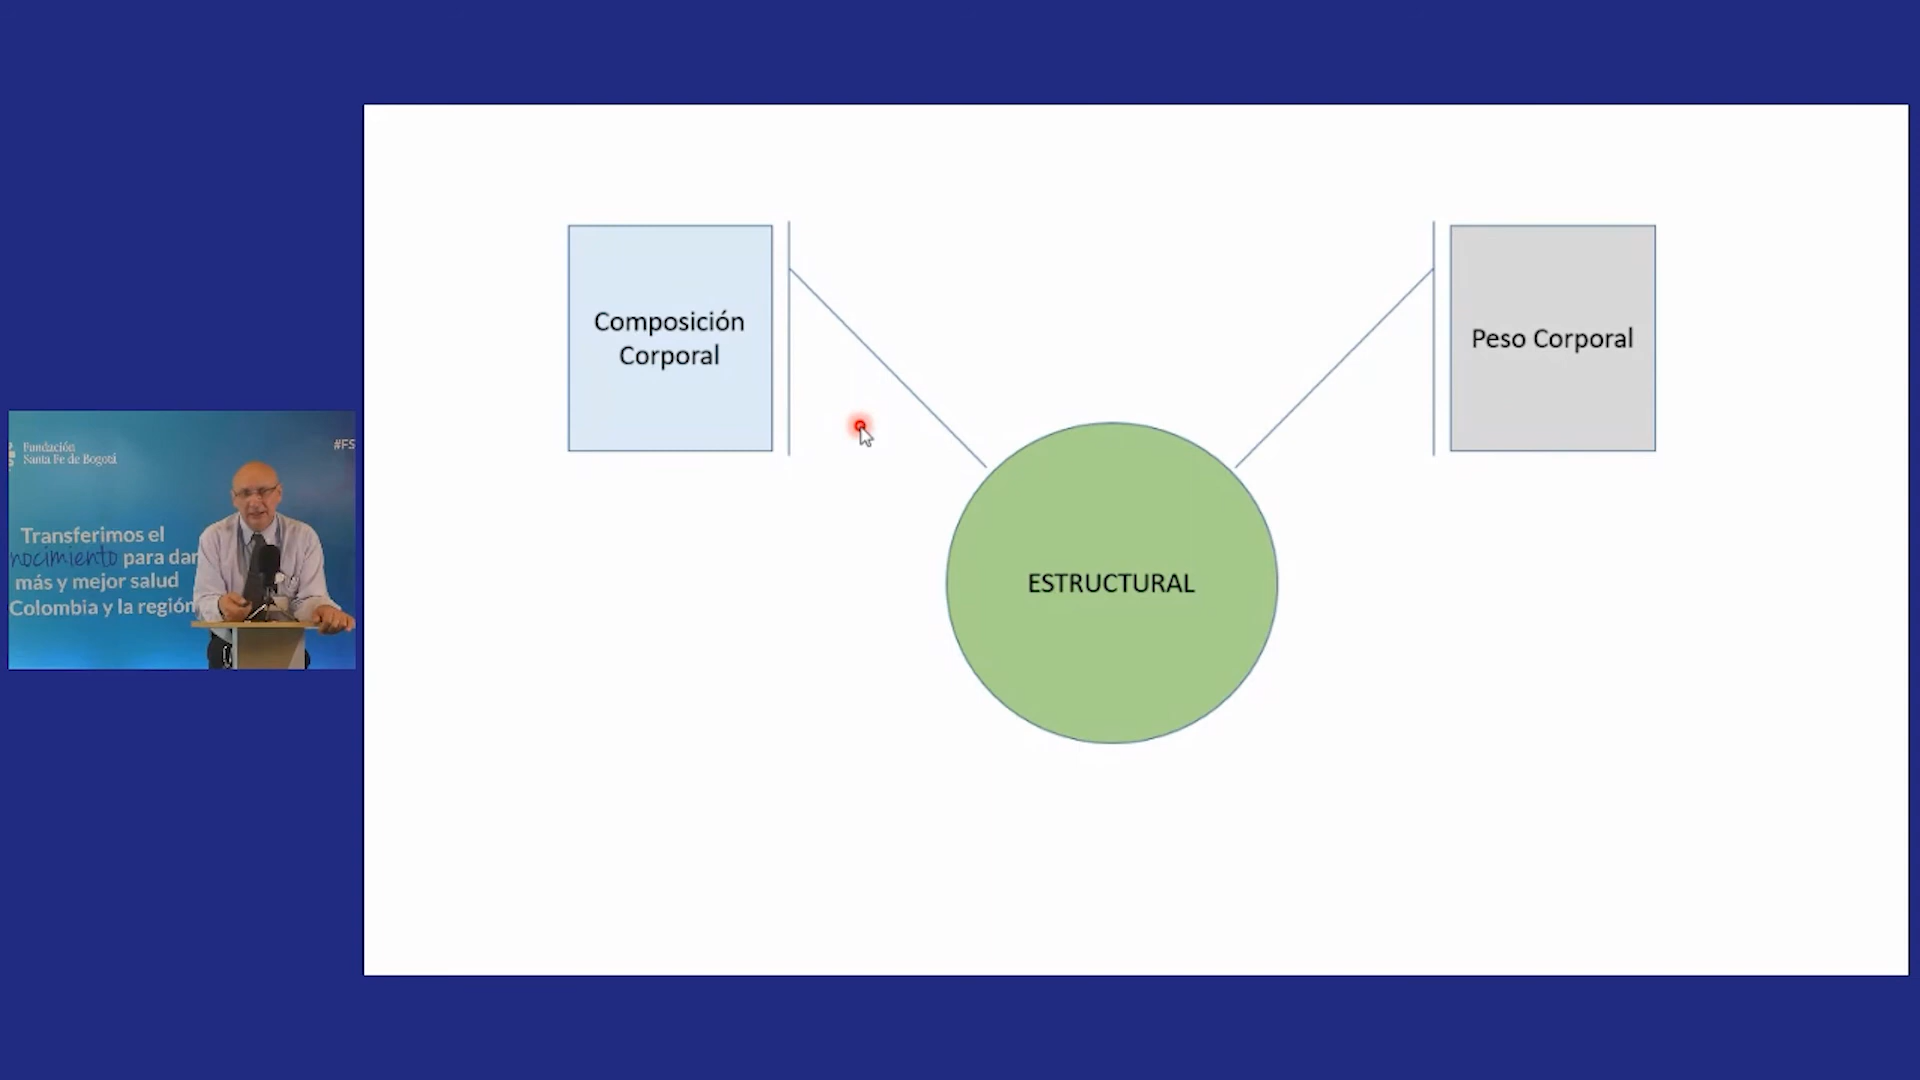 Composición
Corporal
Peso Corporal
ESTRUCTURAL
Fundación
Santa Fe de Bogotá
#FS
Transferimos el
nocimiento para dar
más y mejor salud
Colombia y la región